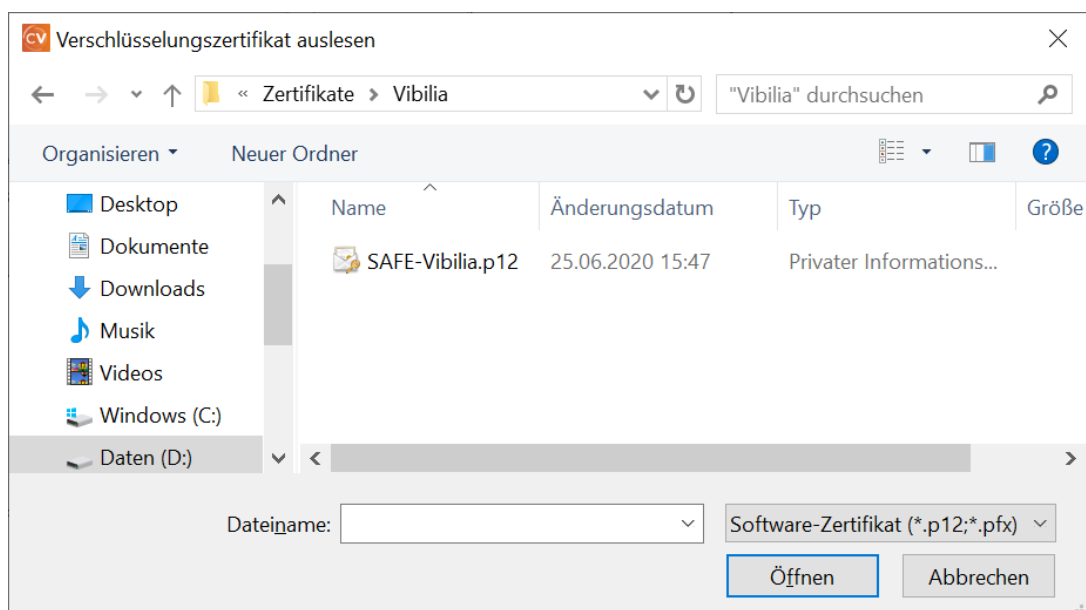 CV Verschlüsselungszertifikat auslesen
« Zertifikate > Vibilia
"Vibilia" durchsuchen
Organisieren Neuer Ordner ?
Desktop
Name Änderungsdatum Typ Größe
Dokumente
SAFE-Vibilia.p12 25.06.2020 15:47 Privater Informations...
Downloads
Musik
Videos
Windows (C:)
Daten (D:)
Dateiname:
Software-Zertifikat (*.p12;*.pfx)
Öffnen Abbrechen